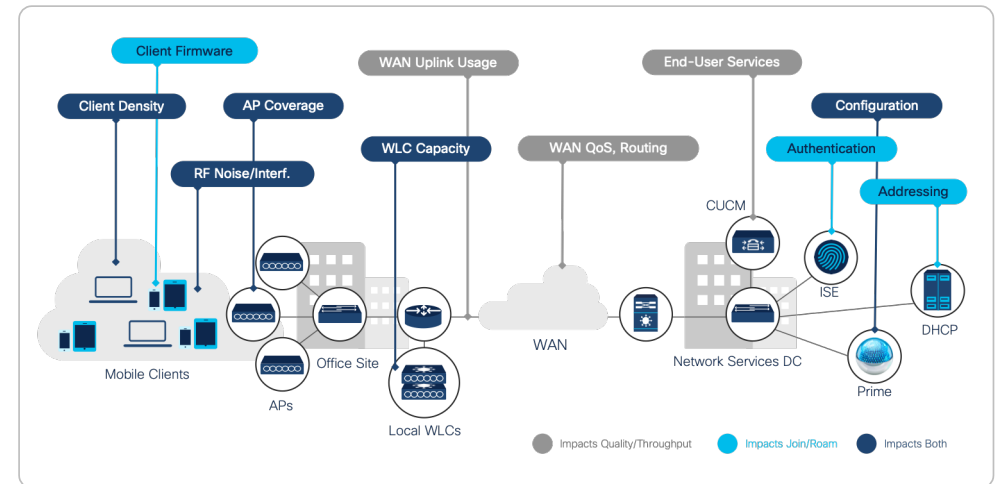 Client Firmware
WAN Uplink Usage
End-User Services
Client Density
AP Coverage
Configuration
WLC Capacity
WAN QoS, Routing
Authentication
RF Noise/Interf.
Addressing
CUCM
ISE
DHCP
WAN
Mobile Clients
Office Site
Network Services DC
Prime
APs
Local WLCs
Impacts Quality/Throughput
Impacts Join/Roam
Impacts Both